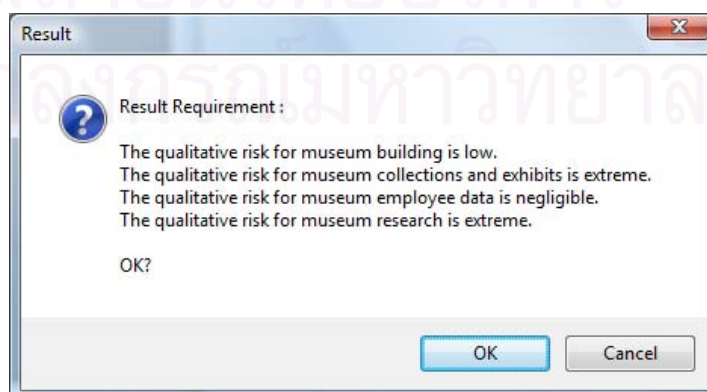 Result
Result Requirement :
The qualitative risk for museum building is low.
The qualitative risk for museum collections and exhibits is extreme.
The qualitative risk for museum employee data is negligible.
The qualitative risk for museum research is extreme.
OK?
OK
Cancel